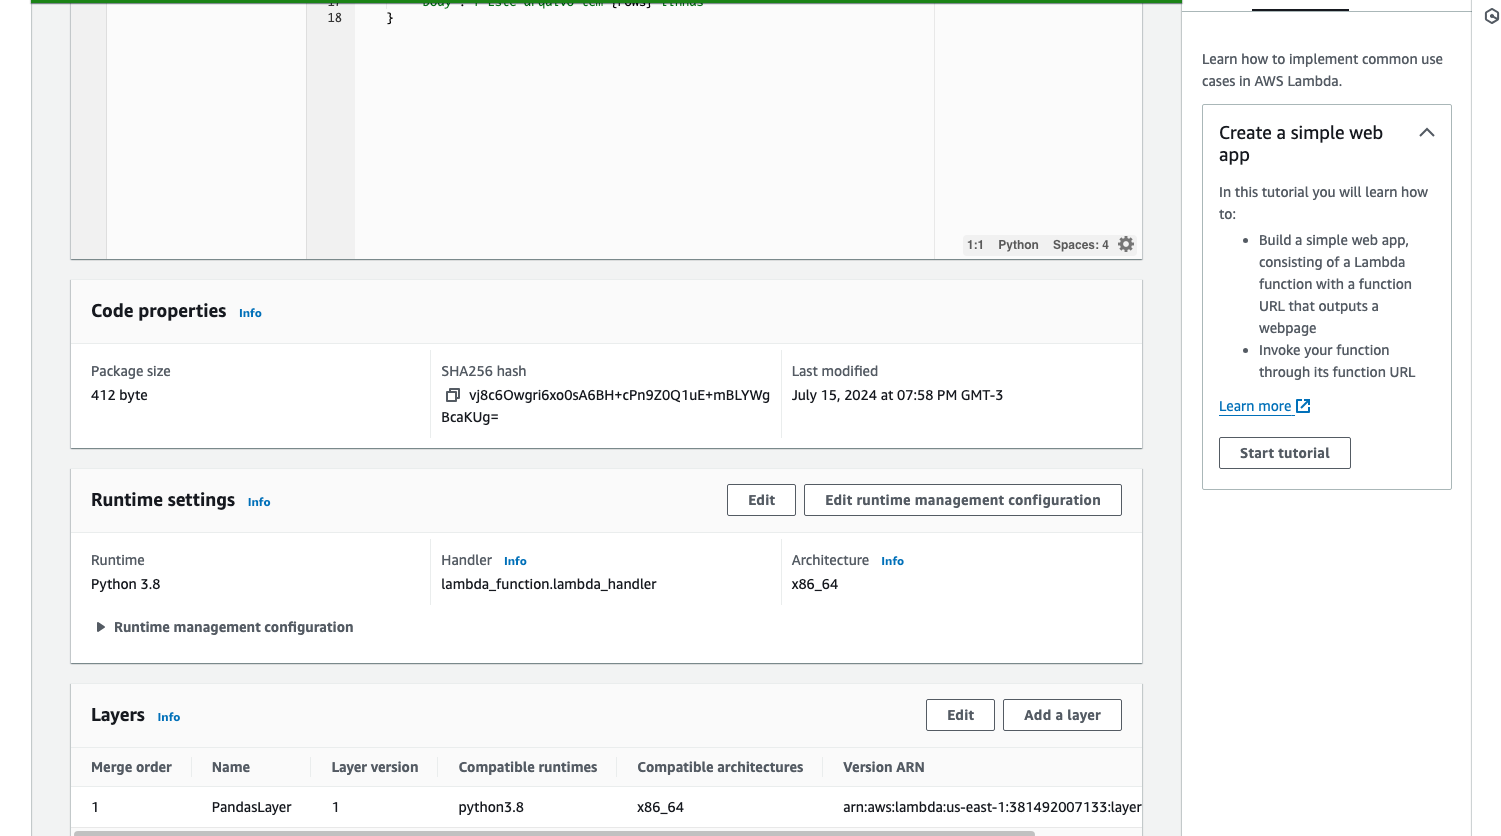 18 }
1:1 Python Spaces: 4
Code properties Info
Package size
412 byte
SHA256 hash
vj8c6Owgri6xo0sA6BH+cPn9Z0Q1uE+mBLYWg
BcaKUg=
Last modified
July 15, 2024 at 07:58 PM GMT-3
Runtime settings Info
Edit
Edit runtime management configuration
Runtime
Python 3.8
Handler Info
lambda_function.lambda_handler
Architecture Info
x86_64
Runtime management configuration
Layers Info
Edit
Add a layer
Merge order Name Layer version Compatible runtimes Compatible architectures Version ARN
1 PandasLayer 1 python3.8 x86_64 arn:aws:lambda:us-east-1:381492007133:layer
Learn how to implement common use
cases in AWS Lambda.
Create a simple web
app
In this tutorial you will learn how
to:
• Build a simple web app,
consisting of a Lambda
function with a function
URL that outputs a
webpage
• Invoke your function
through its function URL
Learn more
Start tutorial